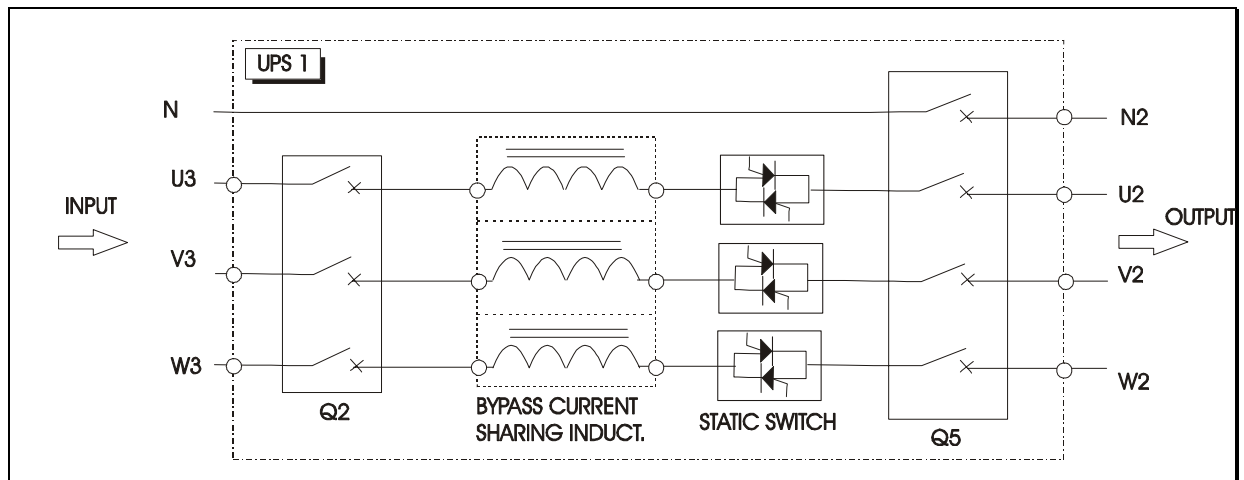 UPS 1
N
N2
U3
U2
INPUT
OUTPUT
V3
V2
W3
W2
Q2
BYPASS CURRENT
SHARING INDUCT.
STATIC SWITCH
Q5